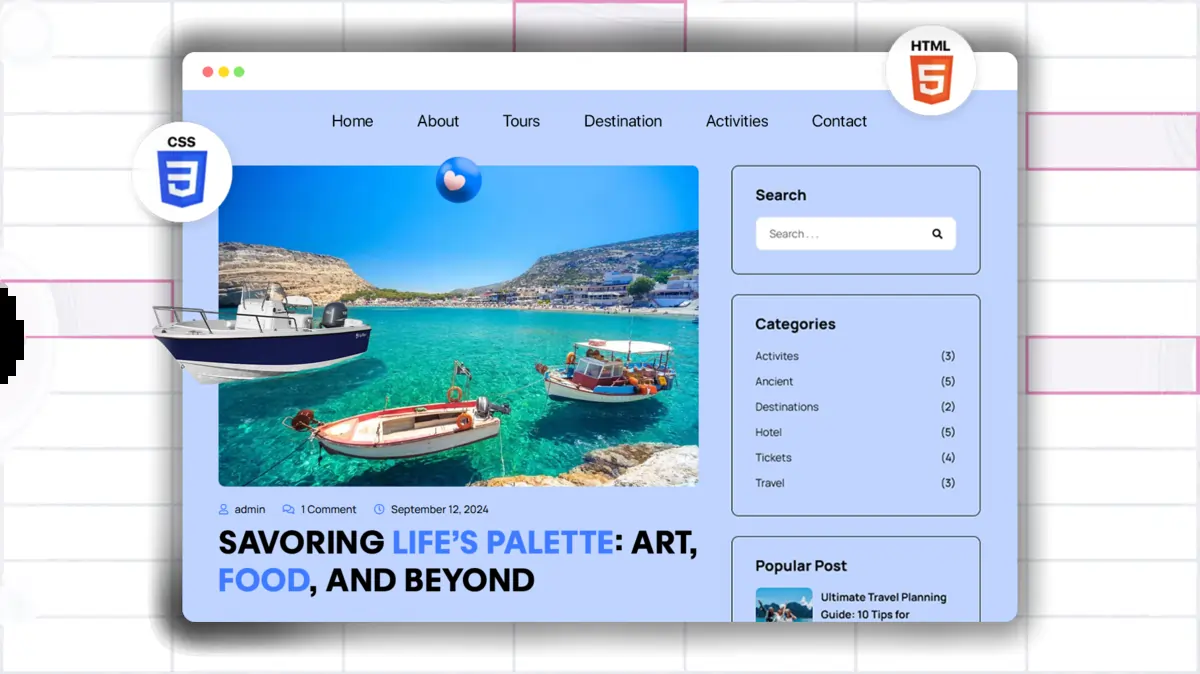 HTML
5
CSS
3
Home About Tours Destination Activities Contact
admin 1 Comment September 12, 2024
SAVORING LIFE’S PALETTE: ART,
FOOD, AND BEYOND
Search
Search . . .
Categories
Activites (3)
Ancient (5)
Destinations (2)
Hotel (5)
Tickets (4)
Travel (3)
Popular Post
Ultimate Travel Planning
Guide: 10 Tips for